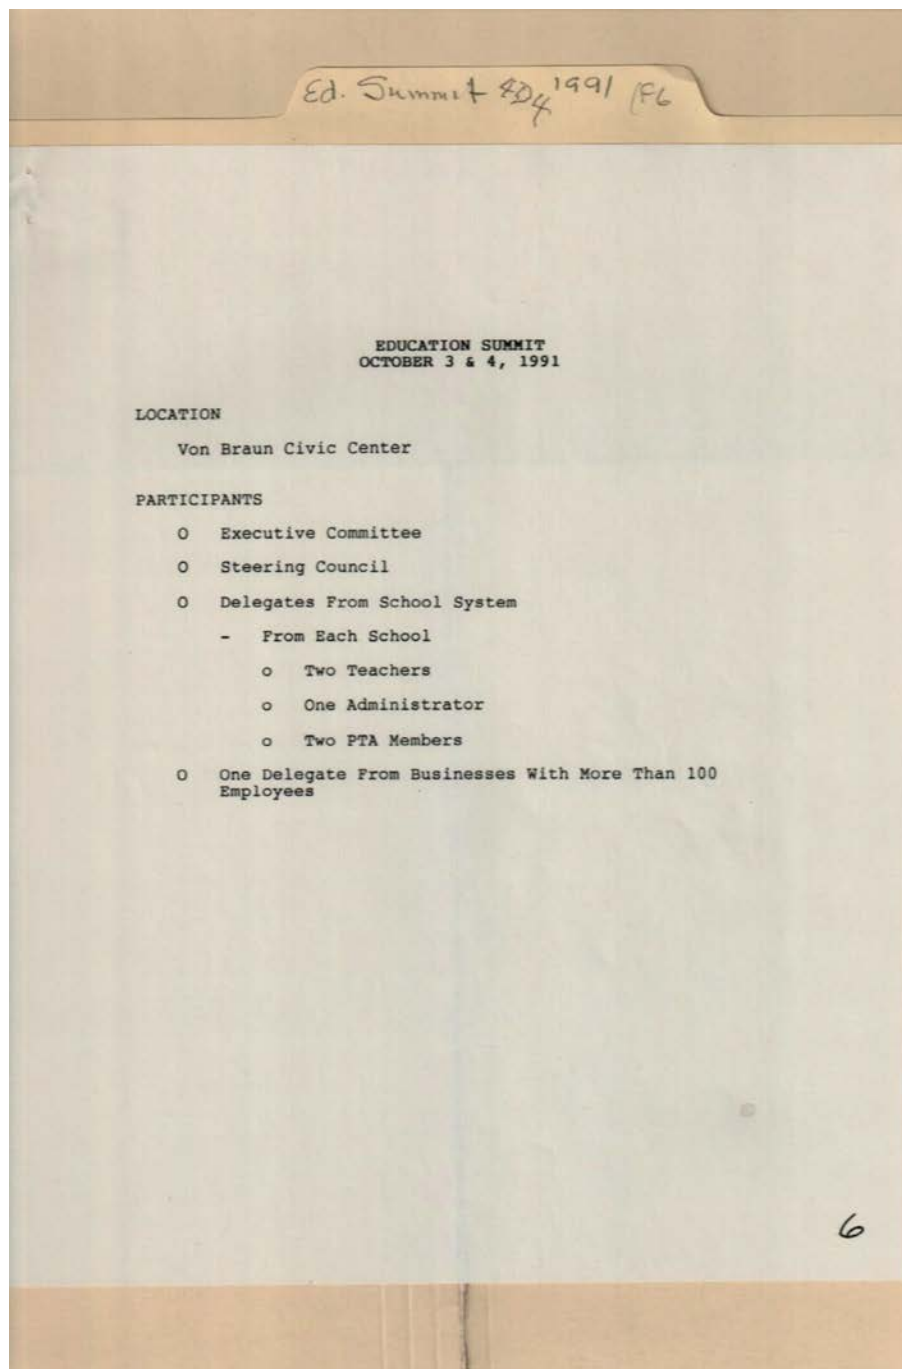 Ed. Summit 1991 (F6
EDUCATION SUMMIT
OCTOBER 3 & 4, 1991
LOCATION
Von Braun Civic Center
PARTICIPANTS
O Executive Committee
O Steering Council
O Delegates From School System
- From Each School
o Two Teachers
o One Administrator
o Two PTA Members
O One Delegate From Businesses With More Than 100
Employees
6